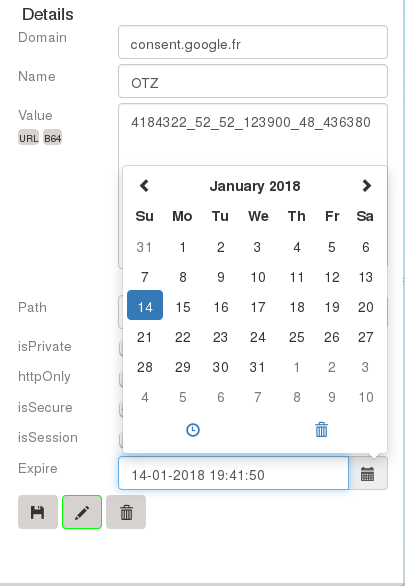 Details
Domain
consent.google.fr
Name
OTZ
Value
4184322_52_52_123900_48_436380
URL B64
January 2018
Su Mo Tu We Th Fr Sa
31 1 2 3 4 5 6
7 8 9 10 11 12 13
14 15 16 17 18 19 20
21 22 23 24 25 26 27
28 29 30 31 1 2 3
4 5 6 7 8 9 10
Path
isPrivate
httpOnly
isSecure
isSession
Expire
14-01-2018 19:41:50